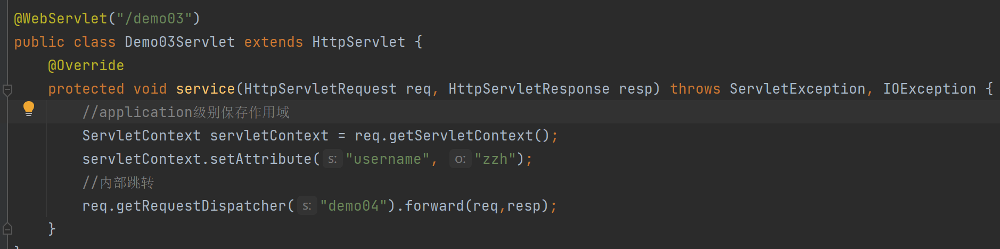 @WebServlet("/demo03")
public class Demo03Servlet extends HttpServlet {
@Override
protected void service(HttpServletRequest req, HttpServletResponse resp) throws ServletException, IOException {
//application级别保存作用域
ServletContext servletContext = req.getServletContext();
servletContext.setAttribute( s: "username", o: "zzh");
//内部跳转
req.getRequestDispatcher( s: "demo04").forward(req,resp);
}
}